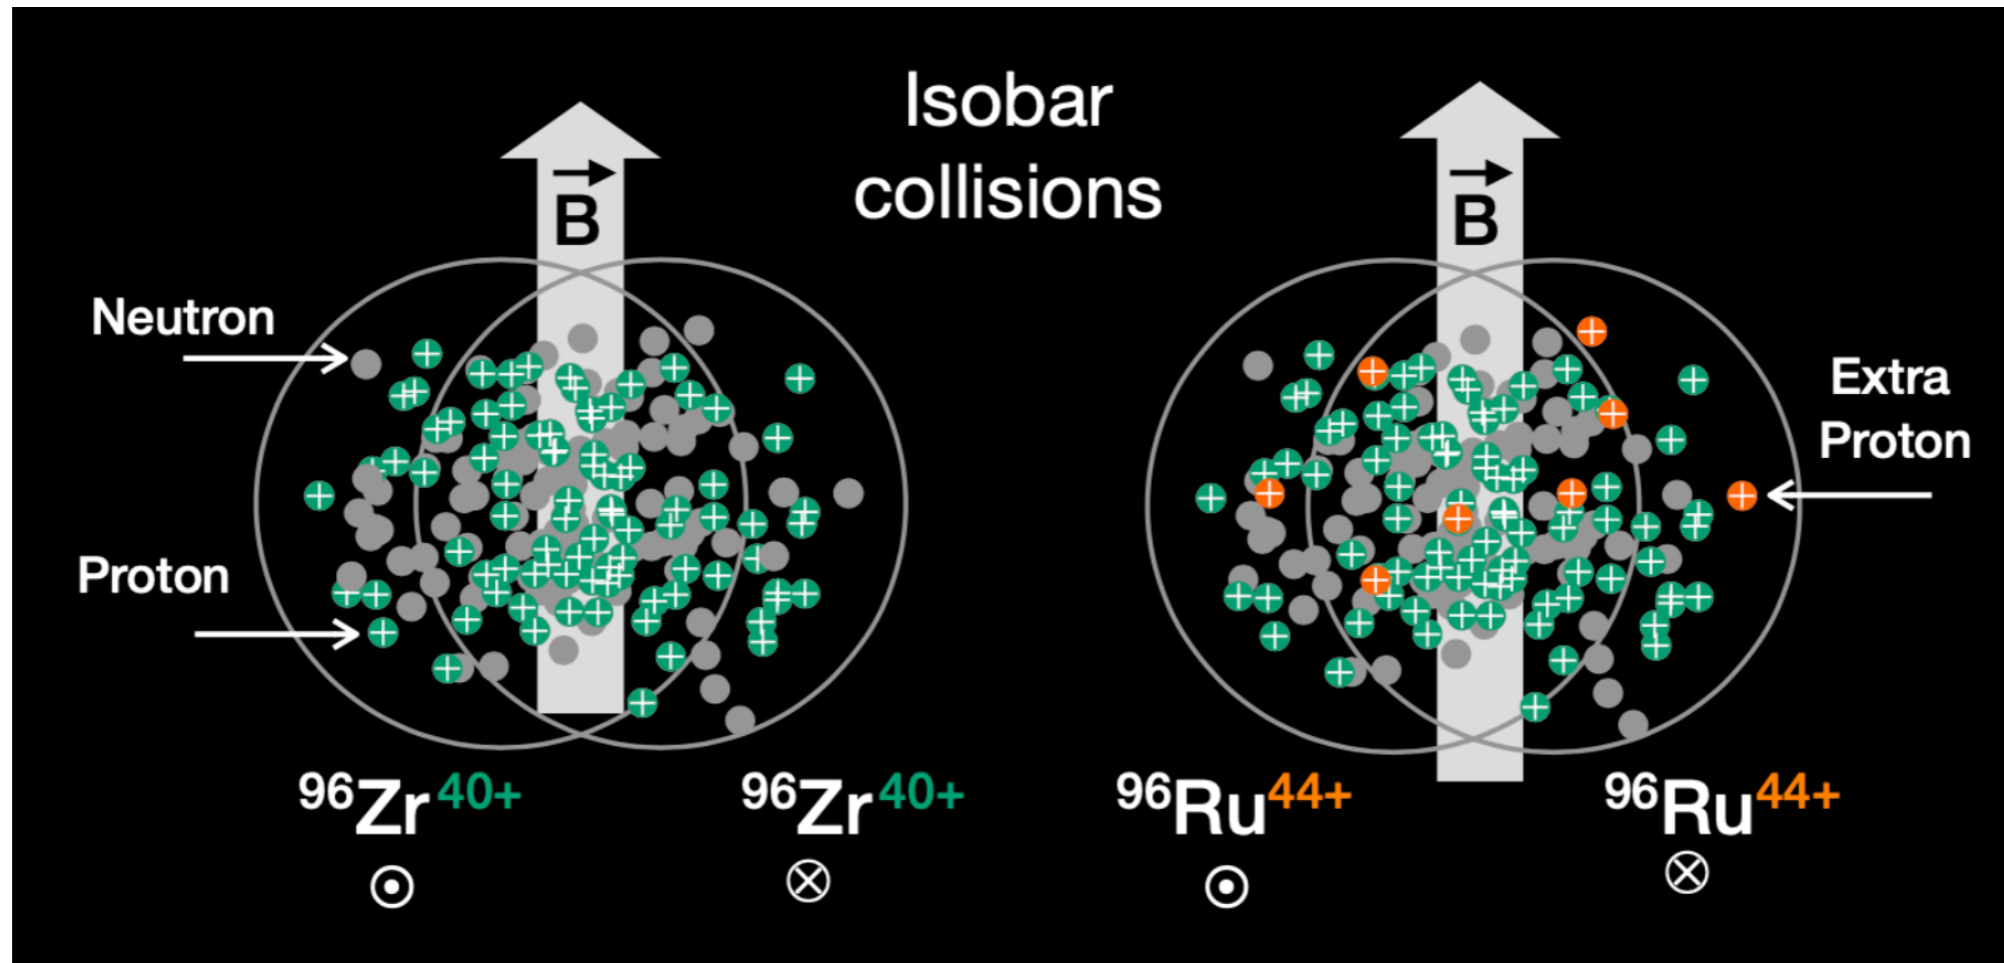 Isobar
collisions
B
B
Neutron
Extra
Proton
Proton
96Zr40+
96Zr40+
96Ru44+
96Ru44+